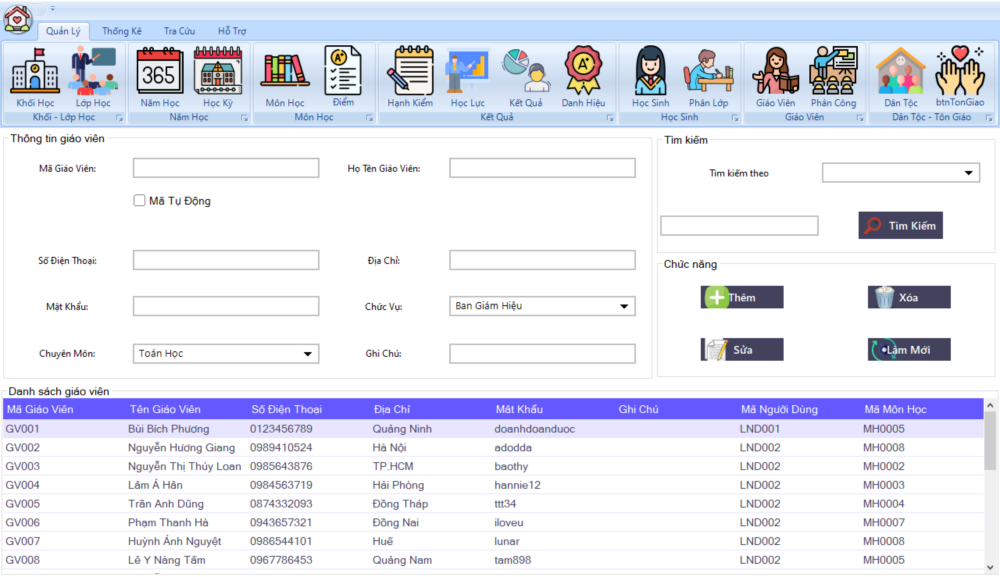 Quản Lý Thống Kê Tra Cứu Hỗ Trợ
365
A+
A+
Khối Học Lớp Học Năm Học Học Kỳ Môn Học Điểm Hạnh Kiểm Học Lực Kết Quả Danh Hiệu Học Sinh Phân Lớp Giáo Viên Phân Công Dân Tộc btnTonGiao
Khối - Lớp Học Năm Học Môn Học Kết Quả Học Sinh Giáo Viên Dân Tộc - Tôn Giáo
Thông tin giáo viên
Mã Giáo Viên: Họ Tên Giáo Viên:
Mã Tự Động
Số Điện Thoại: Địa Chỉ:
Mật Khẩu: Chức Vụ: Ban Giám Hiệu
Chuyên Môn: Toán Học Ghi Chú:
Tìm kiếm
Tìm kiếm theo
Tìm Kiếm
Chức năng
Thêm Xóa
Sửa Làm Mới
Danh sách giáo viên
Mã Giáo Viên Tên Giáo Viên Số Điện Thoại Địa Chỉ Mât Khẩu Ghi Chú Mã Người Dùng Mã Môn Học
GV001 Bùi Bích Phương 0123456789 Quảng Ninh doanhdoanduoc LND001 MH0005
GV002 Nguyễn Hương Giang 0989410524 Hà Nội adodda LND002 MH0008
GV003 Nguyễn Thị Thúy Loan 0985643876 TP.HCM baothy LND002 MH0002
GV004 Lâm Á Hân 0984563719 Hải Phòng hannie12 LND002 MH0003
GV005 Trần Anh Dũng 0874332093 Đồng Tháp ttt34 LND002 MH0004
GV006 Phạm Thanh Hà 0943657321 Đồng Nai iloveu LND002 MH0007
GV007 Huỳnh Ánh Nguyệt 0986544101 Huế lunar LND002 MH0008
GV008 Lê Y Nàng Tấm 0967786453 Quảng Nam tam898 LND002 MH0005